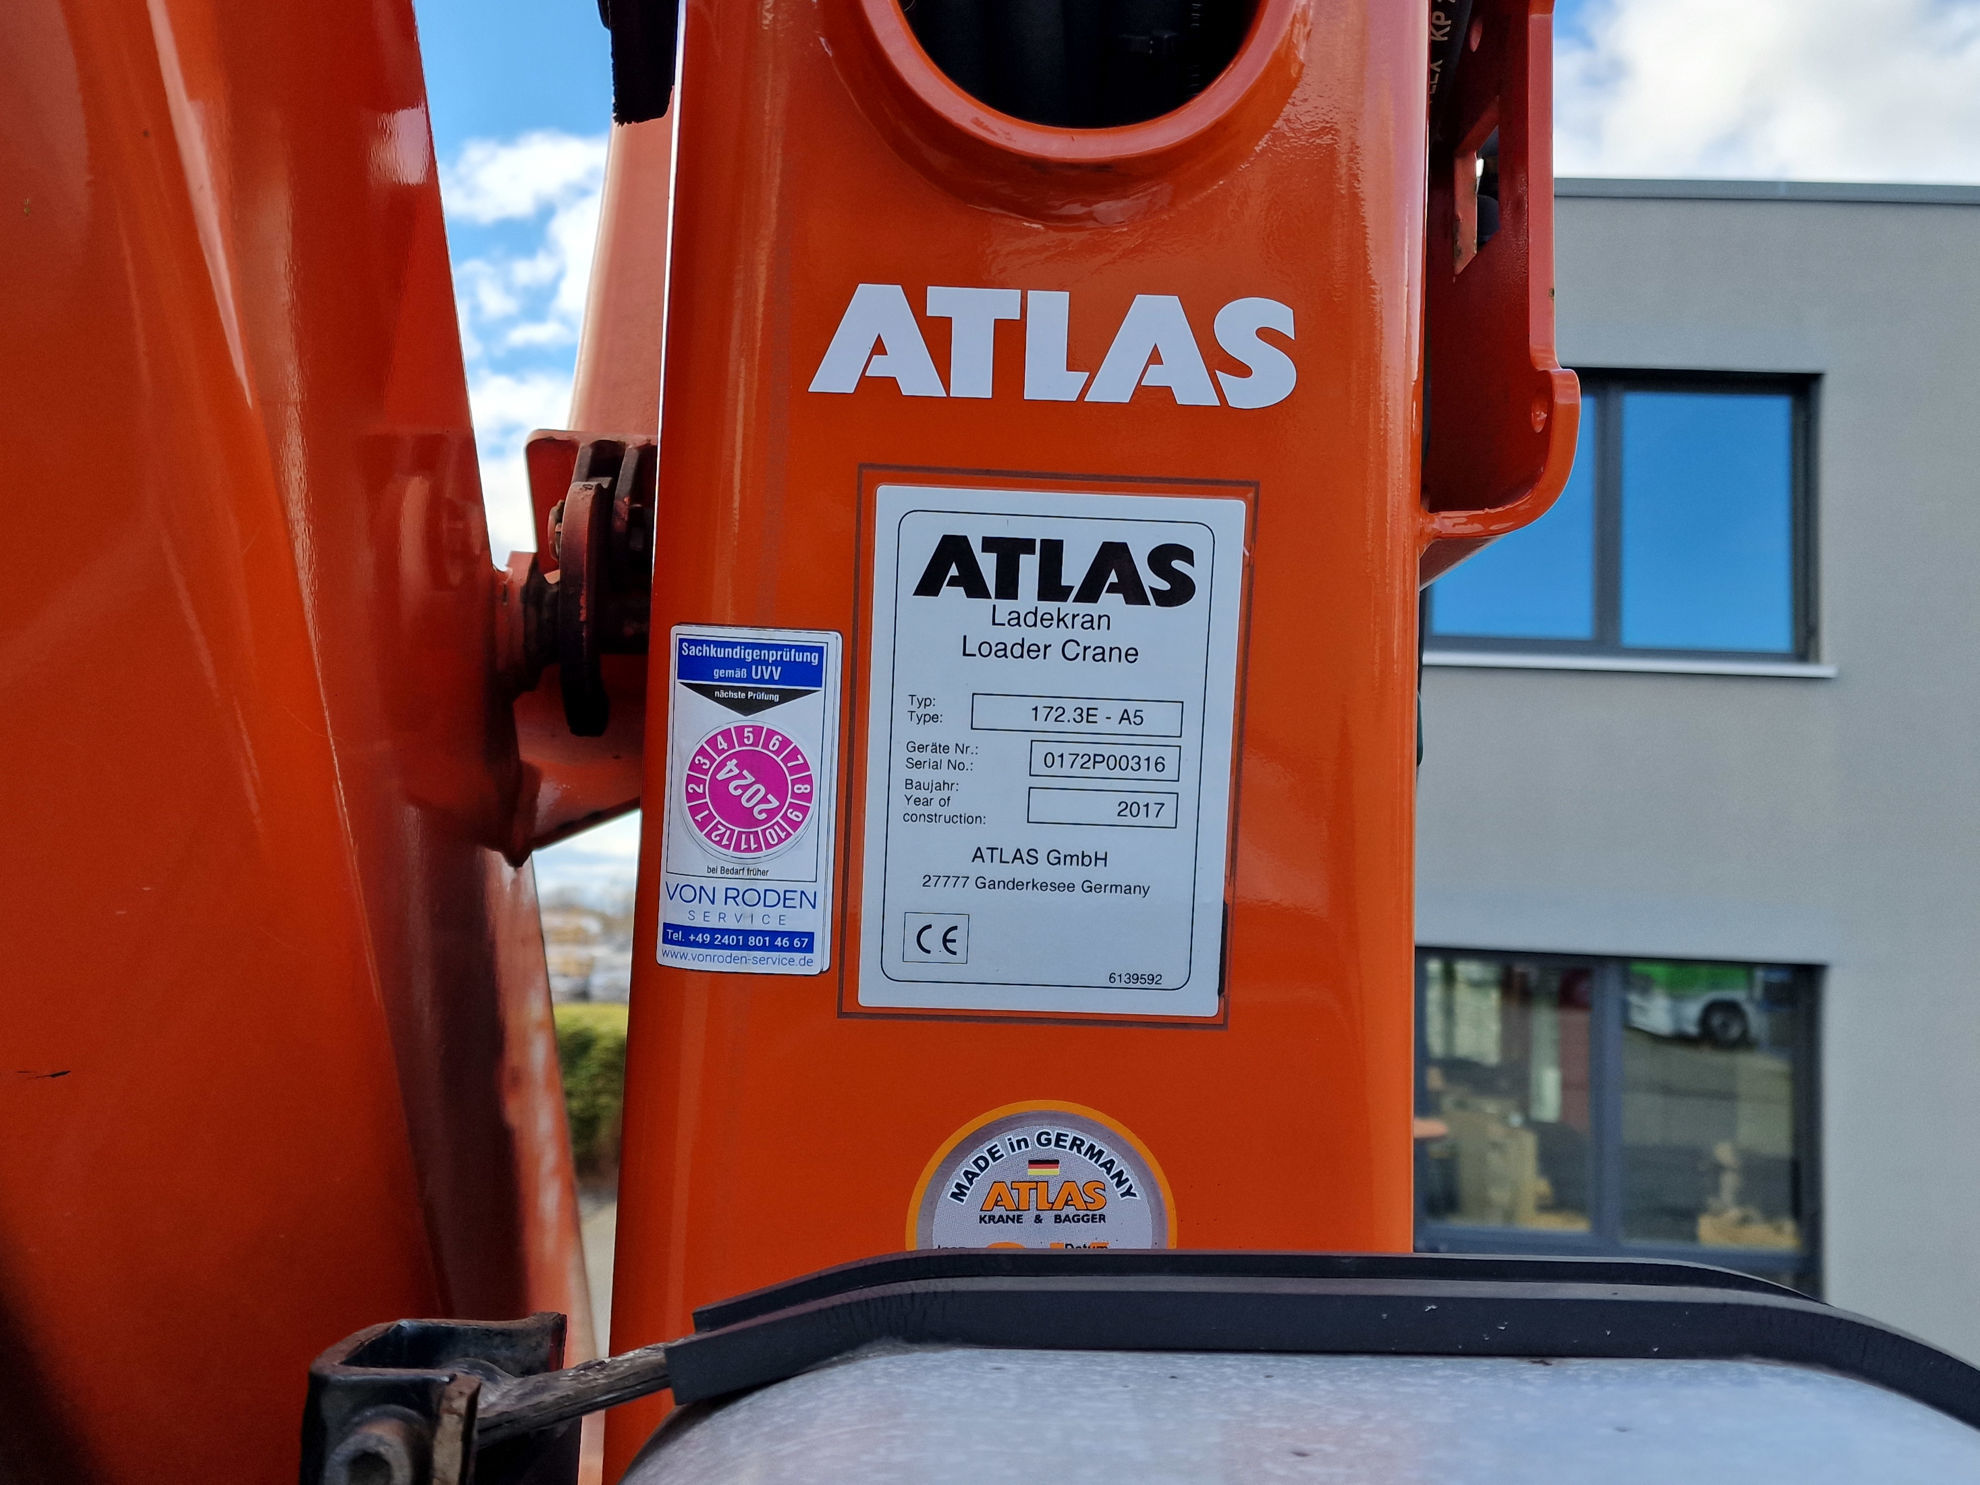 KP
ATLAS
ATLAS
Ladekran
Loader Crane
Typ:
Type:
172.3E - A5
Geräte Nr.:
Serial No.:
0172P00316
Baujahr:
Year of
construction:
2017
ATLAS GmbH
27777 Ganderkesee Germany
CE
6139592
Sachkundigenprüfung
gemäß UVV
nächste Prüfung
1 2 3 4 5 6 7 8 9 10 11 12
2024
bei Bedarf früher
VON RODEN
SERVICE
Tel. +49 2401 801 46 67
www.vonroden-service.de
MADE in GERMANY
ATLAS
KRANE & BAGGER
Datum